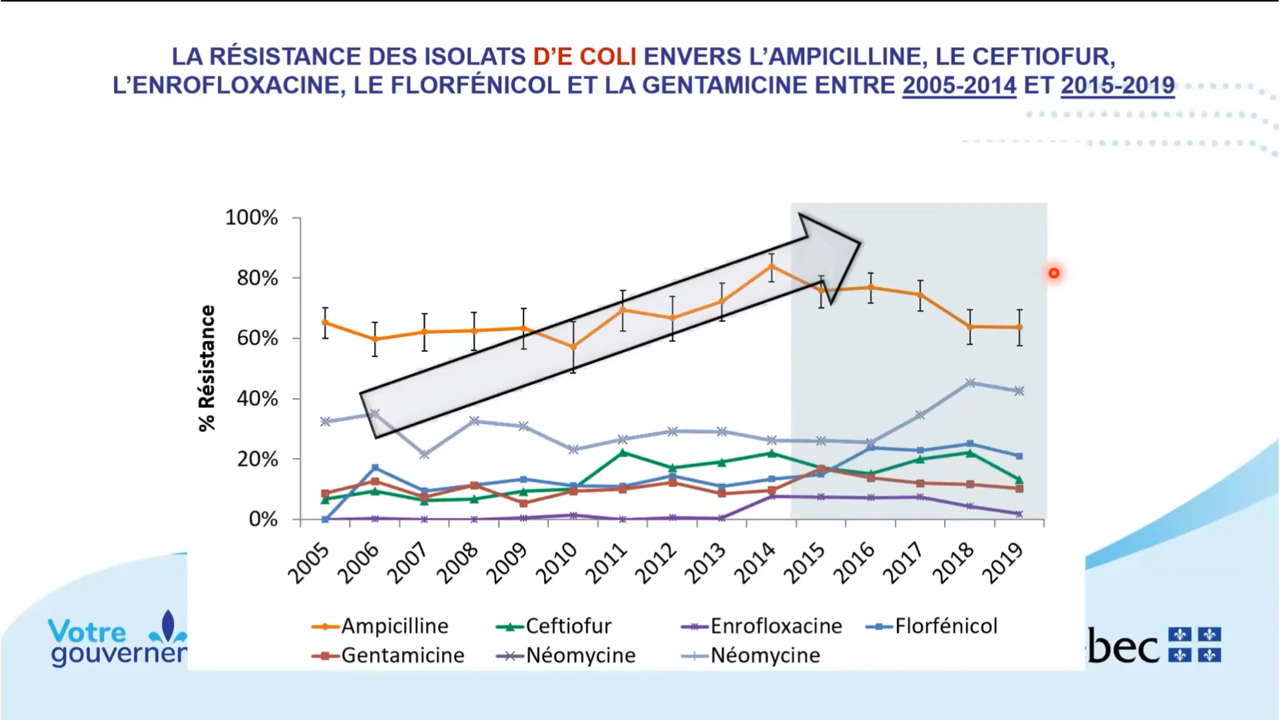 LA RÉSISTANCE DES ISOLATS D'E COLI ENVERS L'AMPICILLINE, LE CEFTIOFUR,
L'ENROFLOXACINE, LE FLORFÉNICOL ET LA GENTAMICINE ENTRE 2005-2014 ET 2015-2019
100%
80%
60%
40%
20%
0%
% Résistance
2005 2006 2007 2008 2009 2010 2011 2012 2013 2014 2015 2016 2017 2018 2019
Ampicilline Ceftiofur Enrofloxacine Florfénicol
Gentamicine Néomycine Néomycine
Votre
gouverner
bec